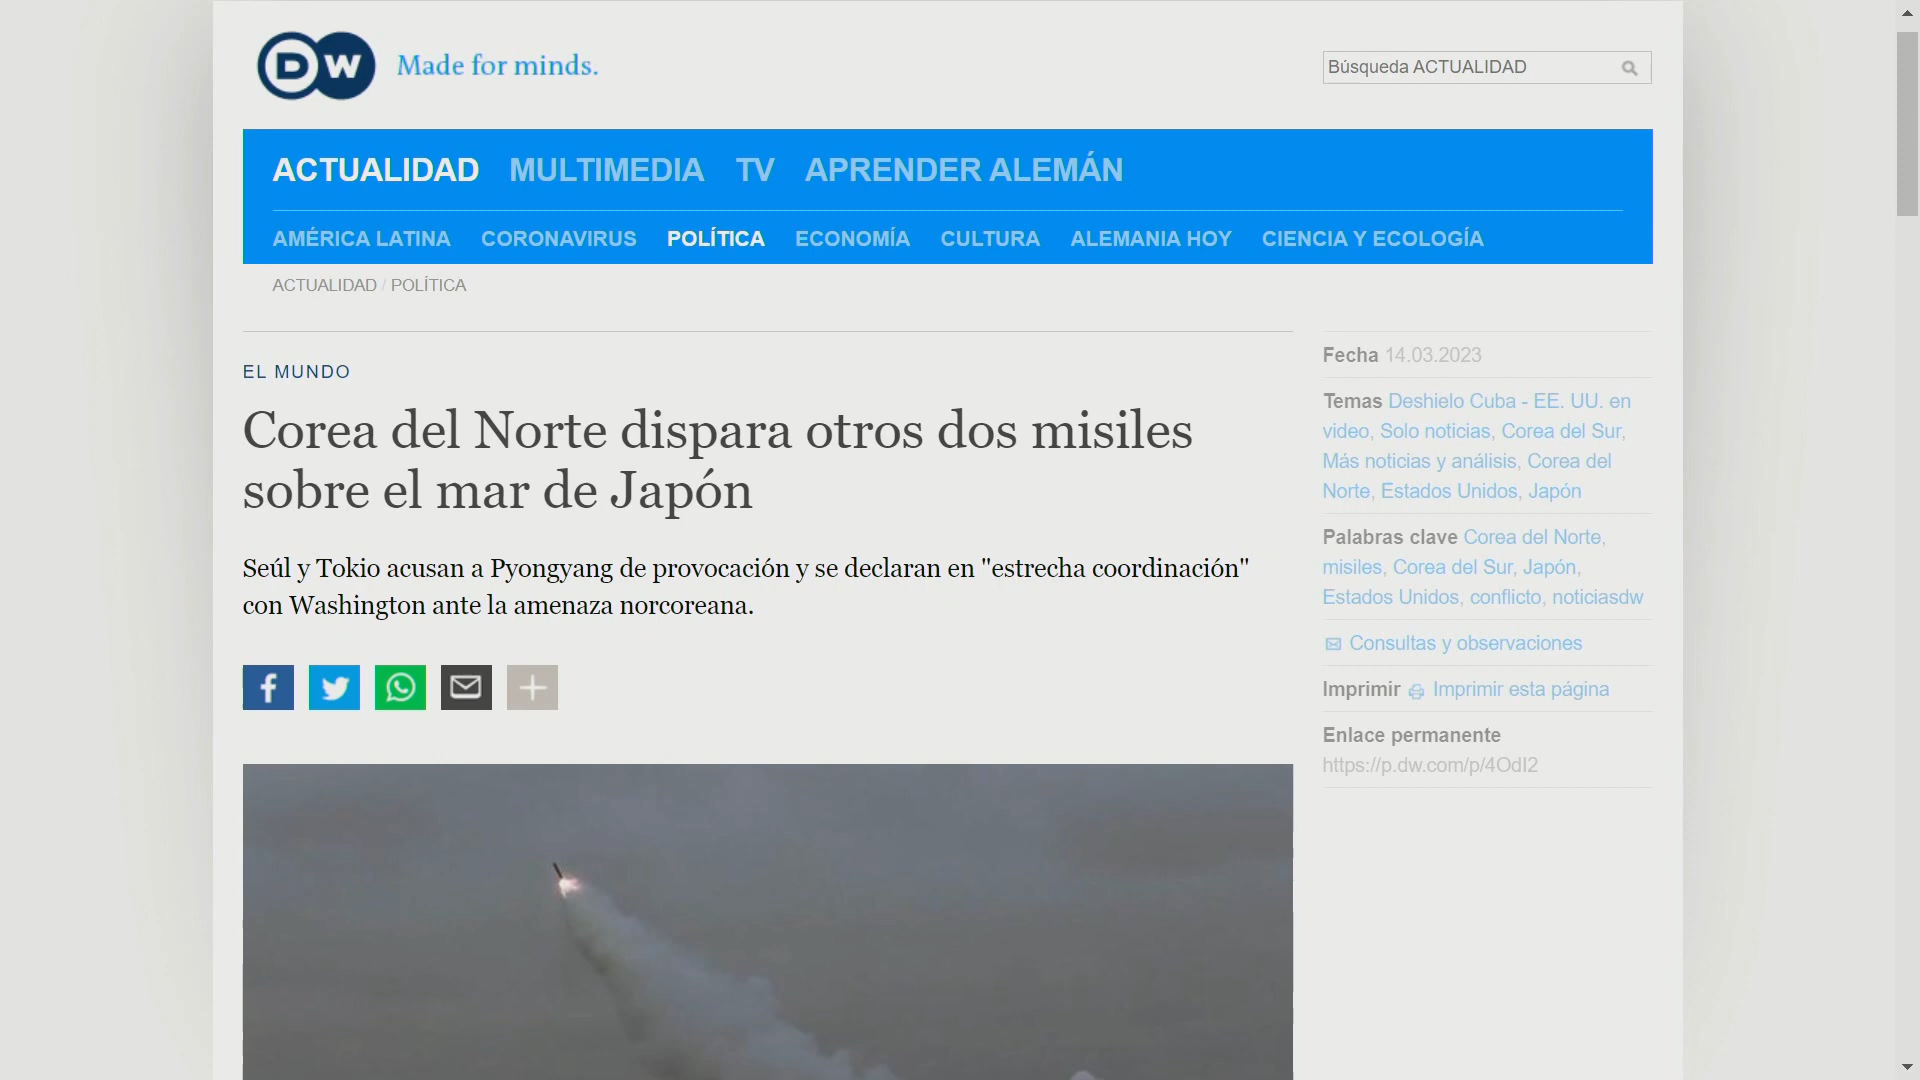 DW Made for minds.
Búsqueda ACTUALIDAD
ACTUALIDAD MULTIMEDIA TV APRENDER ALEMÁN
AMÉRICA LATINA CORONAVIRUS POLÍTICA ECONOMÍA CULTURA ALEMANIA HOY CIENCIA Y ECOLOGÍA
ACTUALIDAD / POLÍTICA
EL MUNDO
Corea del Norte dispara otros dos misiles
sobre el mar de Japón
Seúl y Tokio acusan a Pyongyang de provocación y se declaran en "estrecha coordinación"
con Washington ante la amenaza norcoreana.
Fecha 14.03.2023
Temas Deshielo Cuba - EE. UU. en
video, Solo noticias, Corea del Sur,
Más noticias y análisis, Corea del
Norte, Estados Unidos, Japón
Palabras clave Corea del Norte,
misiles, Corea del Sur, Japón,
Estados Unidos, conflicto, noticiasdw
Consultas y observaciones
Imprimir Imprimir esta página
Enlace permanente
https://p.dw.com/p/4OdI2